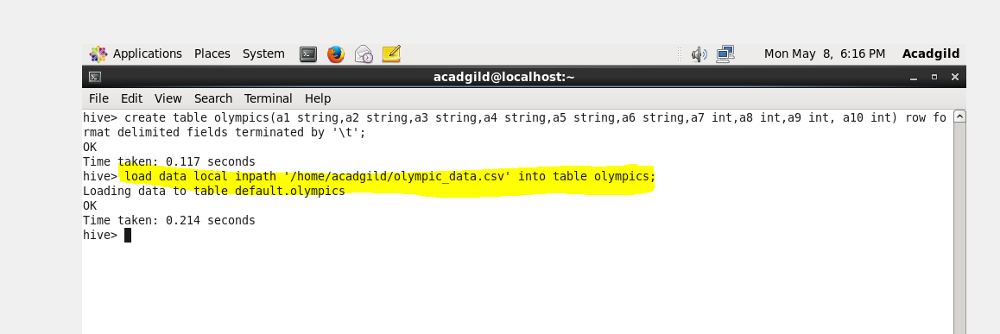 Applications Places System Mon May 8, 6:16 PM Acadgild
acadgild@localhost:~
File Edit View Search Terminal Help
hive> create table olympics(a1 string,a2 string,a3 string,a4 string,a5 string,a6 string,a7 int,a8 int,a9 int, a10 int) row fo
rmat delimited fields terminated by '\t';
OK
Time taken: 0.117 seconds
hive> load data local inpath '/home/acadgild/olympic_data.csv' into table olympics;
Loading data to table default.olympics
OK
Time taken: 0.214 seconds
hive>